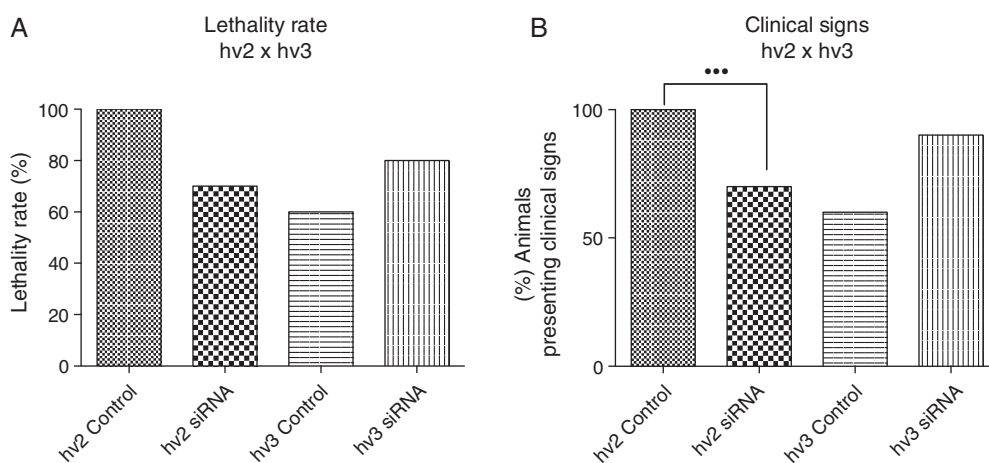 A
Lethality rate
hv2 x hv3
Lethality rate (%)
100
80
60
40
20
0
hv2 Control
hv2 siRNA
hv3 Control
hv3 siRNA
B
Clinical signs
hv2 x hv3
•••
(%) Animals
presenting clinical signs
100
50
0
hv2 Control
hv2 siRNA
hv3 Control
hv3 siRNA